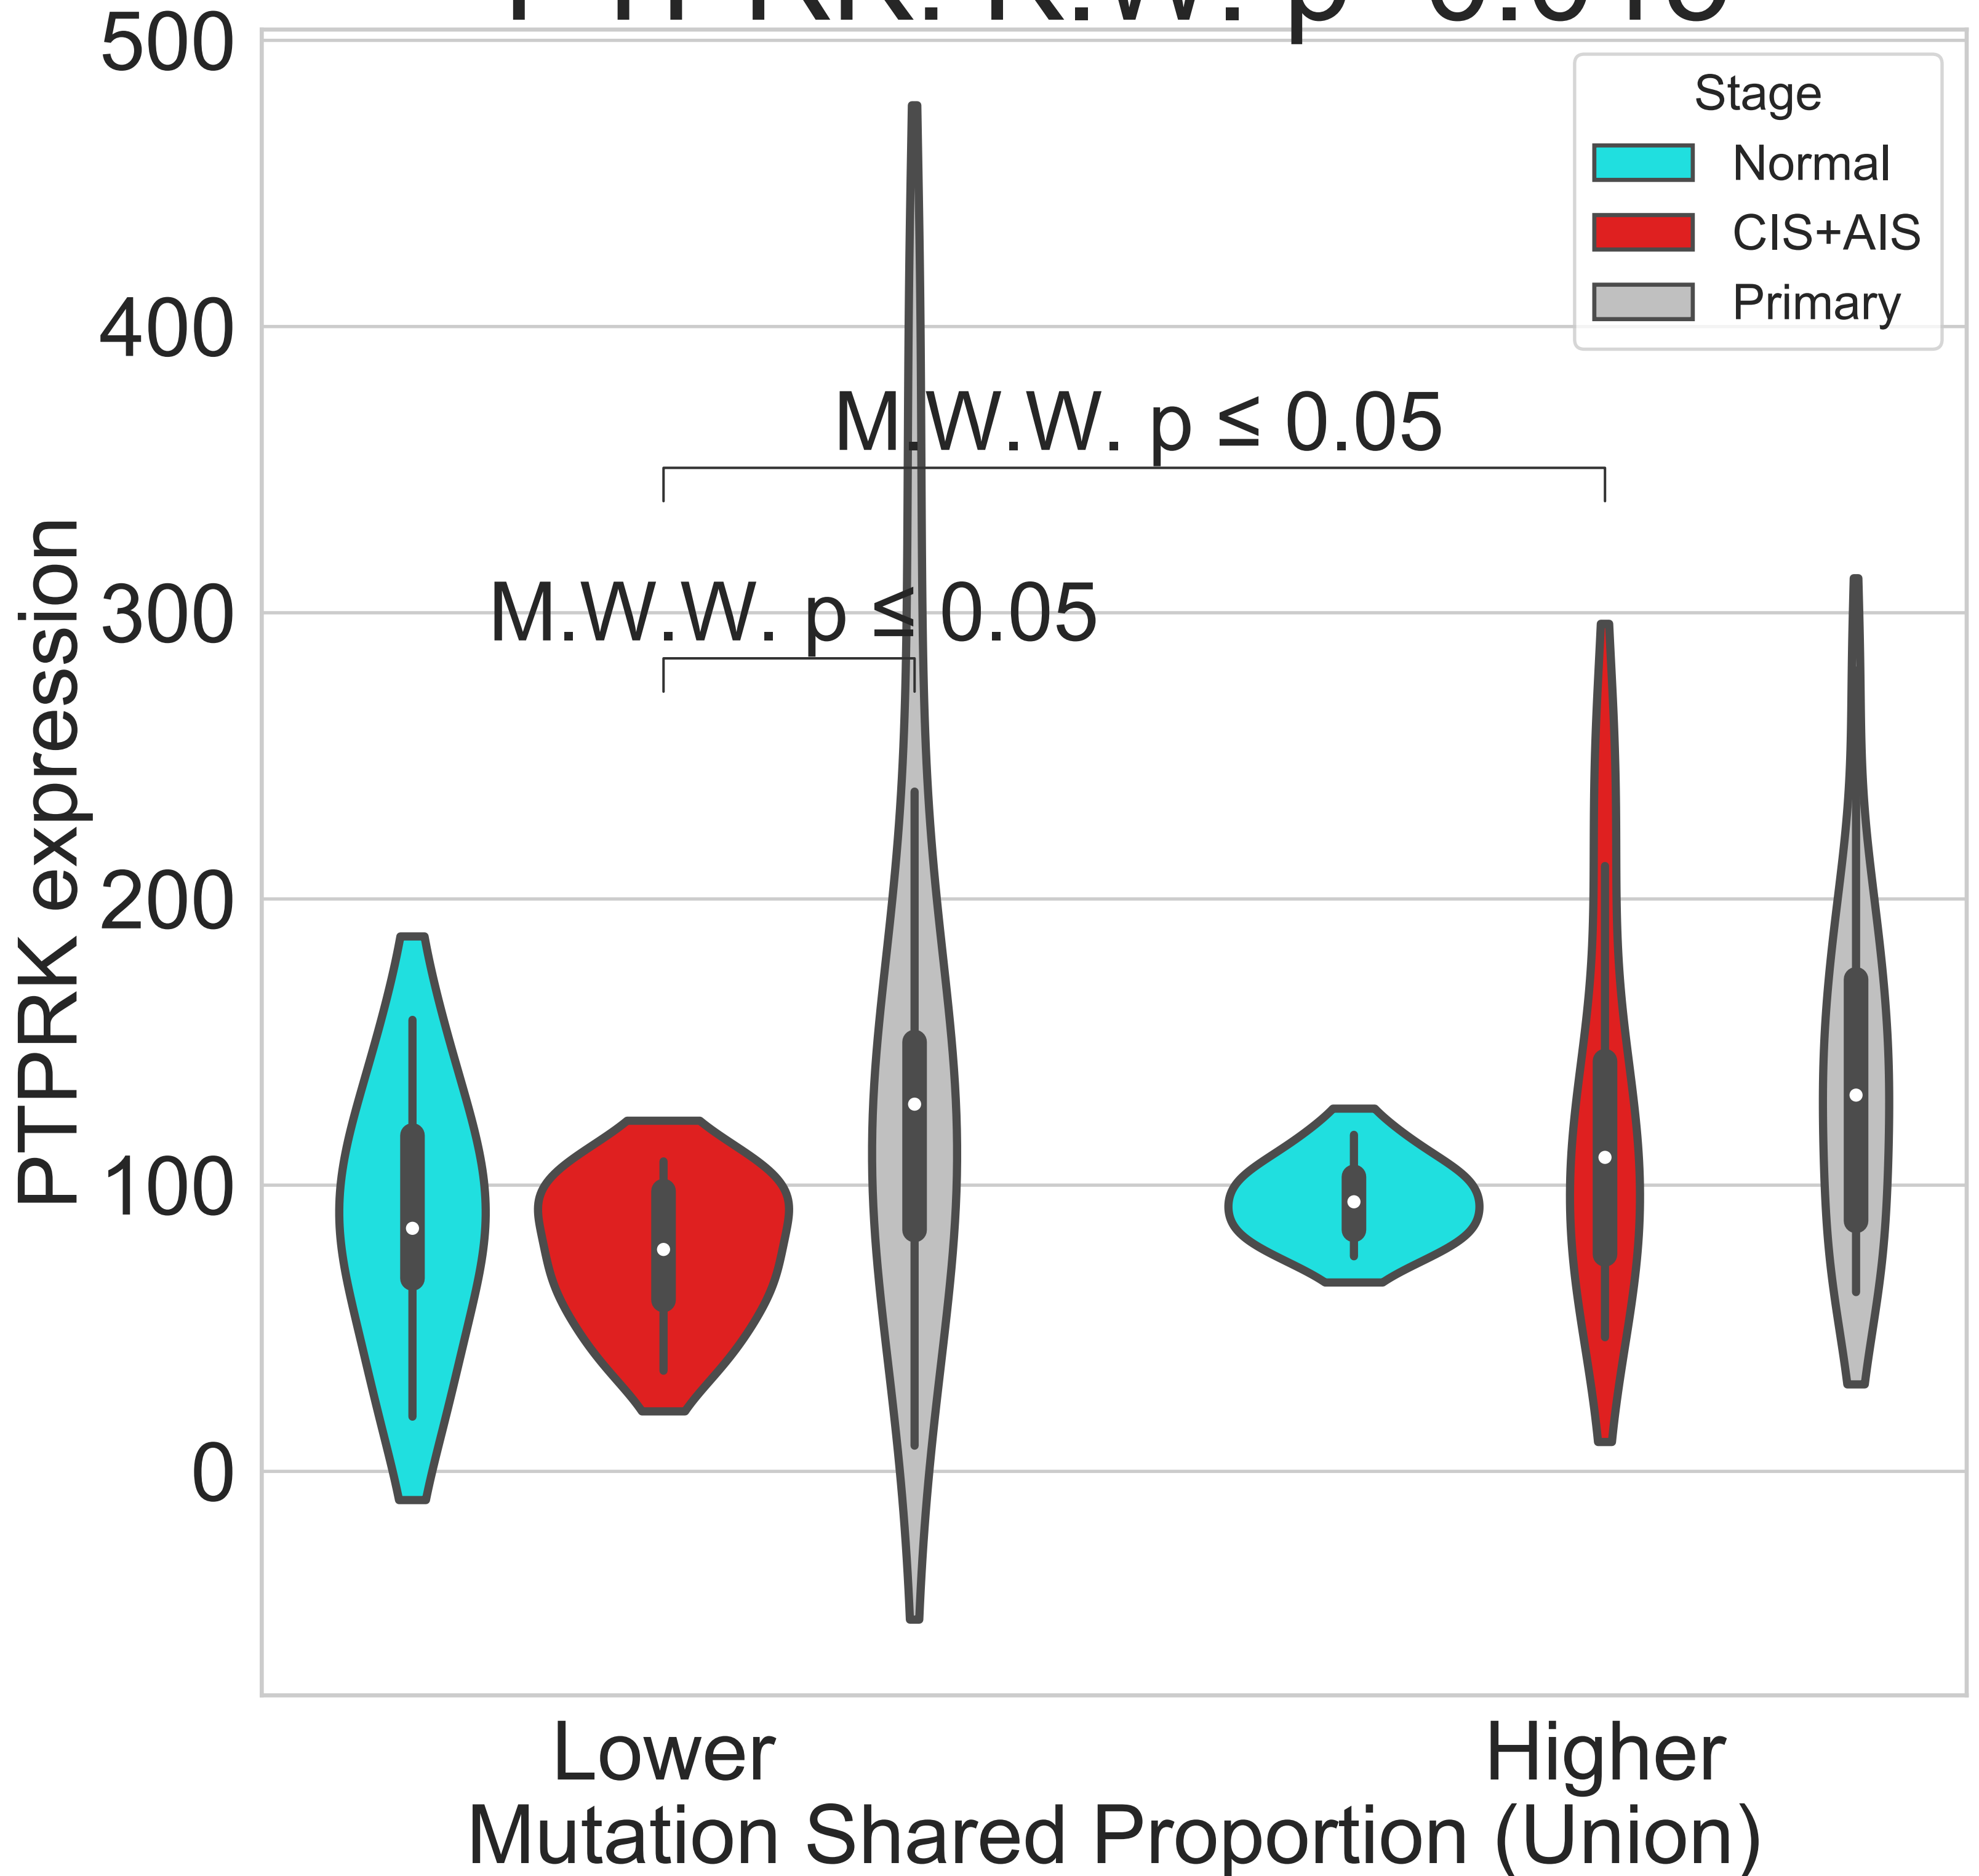 500
Stage
Normal
CIS+AIS
Primary
400
M.W.W. p ≤ 0.05
300
M.W.W. p ≤ 0.05
PTPRK expression
200
100
0
Lower
Higher
Mutation Shared Proportion (Union)